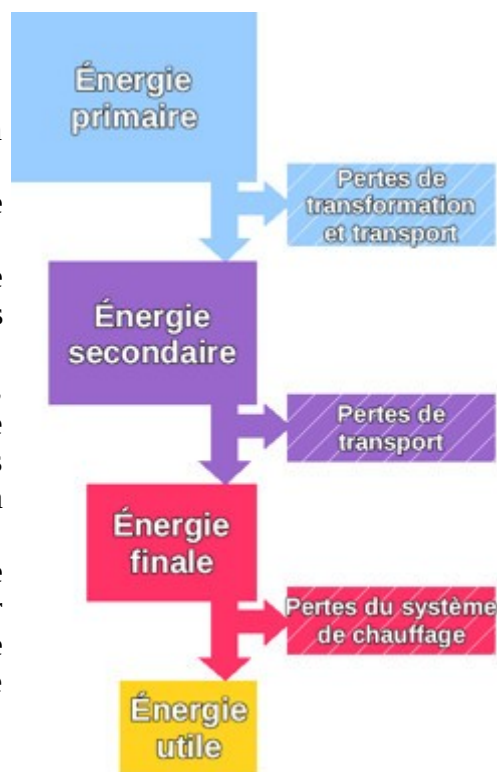 Énergie
primaire
Pertes de
transformation
et transport
Énergie
secondaire
Pertes de
transport
Énergie
finale
Pertes du système
de chauffage
Énergie
utile